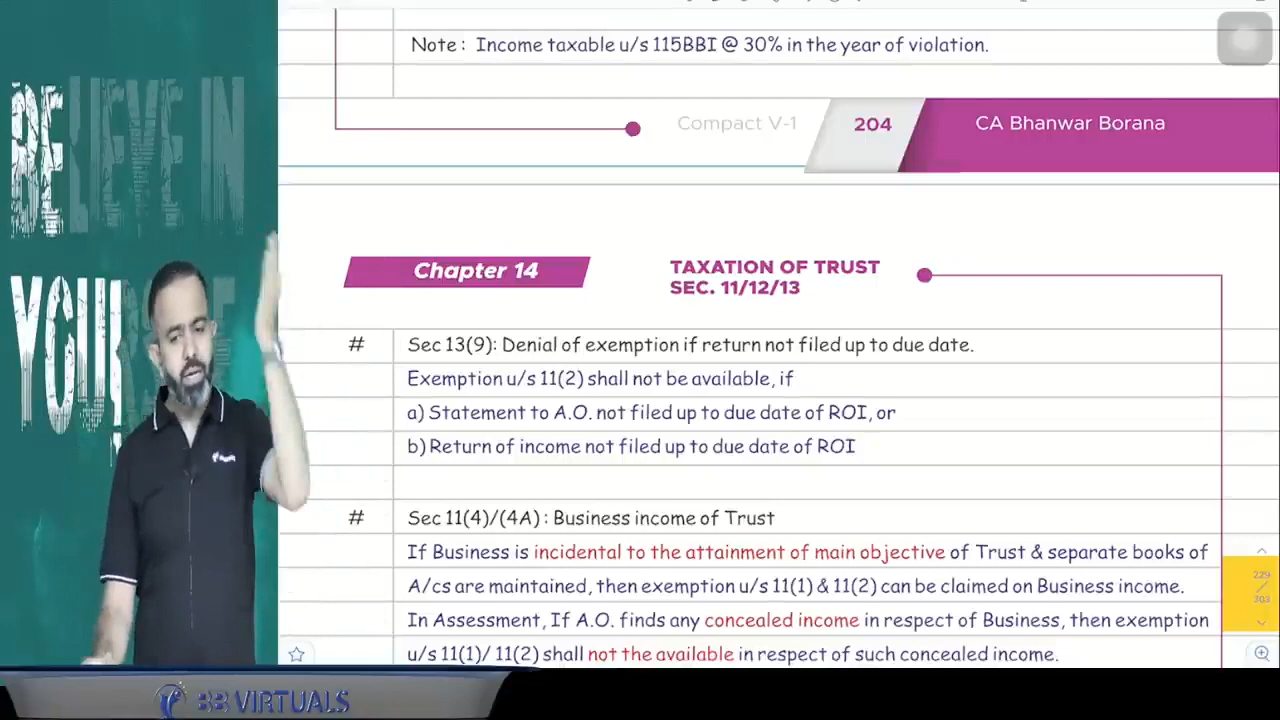 Note : Income taxable u/s 115BBI @ 30% in the year of violation.
Compact V-1
204
CA Bhanwar Borana
Chapter 14
TAXATION OF TRUST
SEC. 11/12/13
# Sec 13(9): Denial of exemption if return not filed up to due date.
Exemption u/s 11(2) shall not be available, if
a) Statement to A.O. not filed up to due date of ROI, or
b) Return of income not filed up to due date of ROI
# Sec 11(4)/(4A) : Business income of Trust
If Business is incidental to the attainment of main objective of Trust & separate books of
A/cs are maintained, then exemption u/s 11(1) & 11(2) can be claimed on Business income.
In Assessment, If A.O. finds any concealed income in respect of Business, then exemption
u/s 11(1)/ 11(2) shall not the available in respect of such concealed income.
229
/
303
BELIEVE IN
BB VIRTUALS